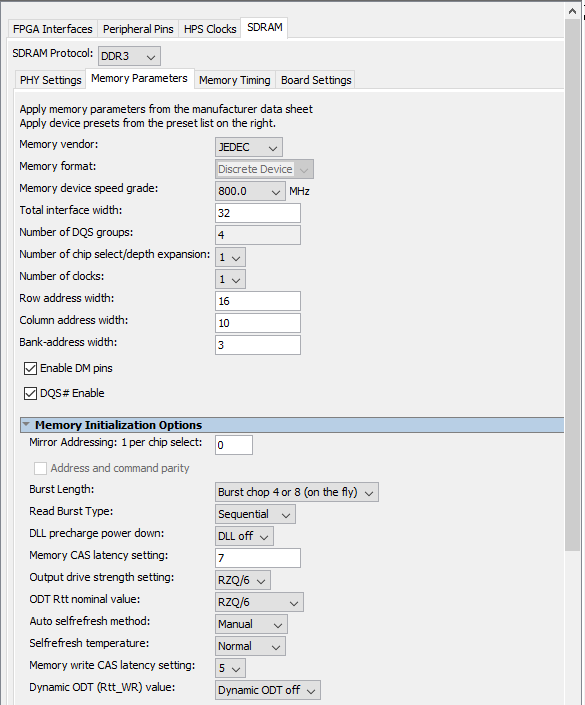 FPGA Interfaces Peripheral Pins HPS Clocks SDRAM
SDRAM Protocol: DDR3
PHY Settings Memory Parameters Memory Timing Board Settings
Apply memory parameters from the manufacturer data sheet
Apply device presets from the preset list on the right.
Memory vendor: JEDEC
Memory format: Discrete Device
Memory device speed grade: 800.0 MHz
Total interface width: 32
Number of DQS groups: 4
Number of chip select/depth expansion: 1
Number of clocks: 1
Row address width: 16
Column address width: 10
Bank-address width: 3
Enable DM pins
DQS# Enable
Memory Initialization Options
Mirror Addressing: 1 per chip select: 0
Address and command parity
Burst Length: Burst chop 4 or 8 (on the fly)
Read Burst Type: Sequential
DLL precharge power down: DLL off
Memory CAS latency setting: 7
Output drive strength setting: RZQ/6
ODT Rtt nominal value: RZQ/6
Auto selfrefresh method: Manual
Selfrefresh temperature: Normal
Memory write CAS latency setting: 5
Dynamic ODT (Rtt_WR) value: Dynamic ODT off